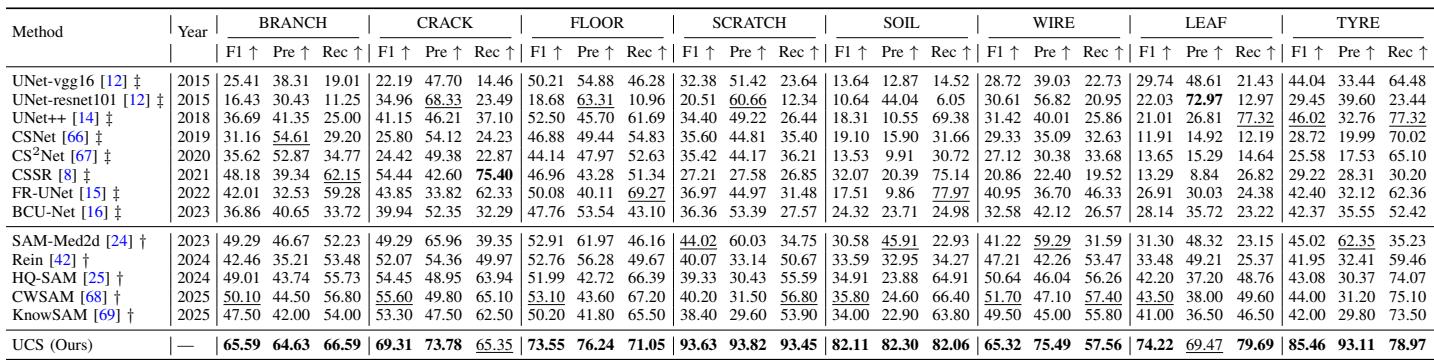 Method | Year | BRANCH | CRACK | FLOOR | SCRATCH | SOIL | WIRE | LEAF | TYRE
F1 ↑ Pre ↑ Rec ↑ | F1 ↑ Pre ↑ Rec ↑ | F1 ↑ Pre ↑ Rec ↑ | F1 ↑ Pre ↑ Rec ↑ | F1 ↑ Pre ↑ Rec ↑ | F1 ↑ Pre ↑ Rec ↑ | F1 ↑ Pre ↑ Rec ↑ | F1 ↑ Pre ↑ Rec ↑
UNet-vgg16 [12] ‡ | 2015 | 25.41 38.31 19.01 | 22.19 47.70 14.46 | 50.21 54.88 46.28 | 32.38 51.42 23.64 | 13.64 12.87 14.52 | 28.72 39.03 22.73 | 29.74 48.61 21.43 | 44.04 33.44 64.48
UNet-resnet101 [12] ‡ | 2015 | 16.43 30.43 11.25 | 34.96 68.33 23.49 | 18.68 63.31 10.96 | 20.51 60.66 12.34 | 10.64 44.04 6.05 | 30.61 56.82 20.95 | 22.03 72.97 12.97 | 29.45 39.60 23.44
UNet++ [14] ‡ | 2018 | 36.69 41.35 25.00 | 41.15 46.21 37.10 | 52.50 45.70 61.69 | 34.40 49.22 26.44 | 18.31 10.55 69.38 | 31.42 40.01 25.86 | 21.01 26.81 77.32 | 46.02 32.76 77.32
CSNet [66] ‡ | 2019 | 31.16 54.61 29.20 | 25.80 54.12 24.23 | 46.88 49.44 54.83 | 35.60 44.81 35.40 | 19.10 15.90 31.66 | 29.33 35.09 32.63 | 11.91 14.92 12.19 | 28.72 19.99 70.02
CS²Net [67] ‡ | 2020 | 35.62 52.87 34.77 | 24.42 49.38 22.87 | 44.14 47.97 52.63 | 35.42 44.17 36.21 | 13.53 9.91 30.72 | 27.12 30.38 33.68 | 13.65 15.29 14.64 | 25.58 17.53 65.10
CSSR [8] ‡ | 2021 | 48.18 39.34 62.15 | 54.44 42.60 75.40 | 46.96 43.28 51.34 | 27.21 27.58 26.85 | 32.07 20.39 75.14 | 20.86 22.40 19.52 | 13.29 8.84 26.82 | 29.22 28.31 30.20
FR-UNet [15] ‡ | 2022 | 42.01 32.53 59.28 | 43.85 33.82 62.33 | 50.08 40.11 69.27 | 36.97 44.97 31.48 | 17.51 9.86 77.97 | 40.95 36.70 46.33 | 26.91 30.03 24.38 | 42.40 32.12 62.36
BCU-Net [16] ‡ | 2023 | 36.86 40.65 33.72 | 39.94 52.35 32.29 | 47.76 53.54 43.10 | 36.36 53.39 27.57 | 24.32 23.71 24.98 | 32.58 42.12 26.57 | 28.14 35.72 23.22 | 42.37 35.55 52.42
SAM-Med2d [24] † | 2023 | 49.29 46.67 52.23 | 49.29 65.96 39.35 | 52.91 61.97 46.16 | 44.02 60.03 34.75 | 30.58 45.91 22.93 | 41.22 59.29 31.59 | 31.30 48.32 23.15 | 45.02 62.35 35.23
Rein [42] † | 2024 | 42.46 35.21 53.48 | 52.07 54.36 49.97 | 52.76 56.28 49.67 | 40.07 33.14 50.67 | 33.59 32.95 34.27 | 47.21 42.26 53.47 | 33.48 49.21 25.37 | 41.95 32.41 59.46
HQ-SAM [25] † | 2024 | 49.01 43.74 55.73 | 54.45 48.95 63.94 | 51.99 42.72 66.39 | 39.33 30.43 55.59 | 34.91 23.88 64.91 | 50.64 46.04 56.26 | 42.20 37.20 48.76 | 43.08 30.37 74.07
CWSAM [68] † | 2025 | 50.10 44.50 56.80 | 55.60 49.80 65.10 | 53.10 43.60 67.20 | 40.20 31.50 56.80 | 35.80 24.60 66.40 | 51.70 47.10 57.40 | 43.50 38.00 49.60 | 44.00 31.20 75.10
KnowSAM [69] † | 2025 | 47.50 42.00 54.00 | 53.30 47.50 62.50 | 50.20 41.80 65.50 | 38.40 29.60 53.90 | 34.00 22.90 63.80 | 49.50 45.00 55.80 | 41.00 36.50 46.50 | 42.00 29.80 73.50
UCS (Ours) | — | 65.59 64.63 66.59 | 69.31 73.78 65.35 | 73.55 76.24 71.05 | 93.63 93.82 93.45 | 82.11 82.30 82.06 | 65.32 75.49 57.56 | 74.22 69.47 79.69 | 85.46 93.11 78.97